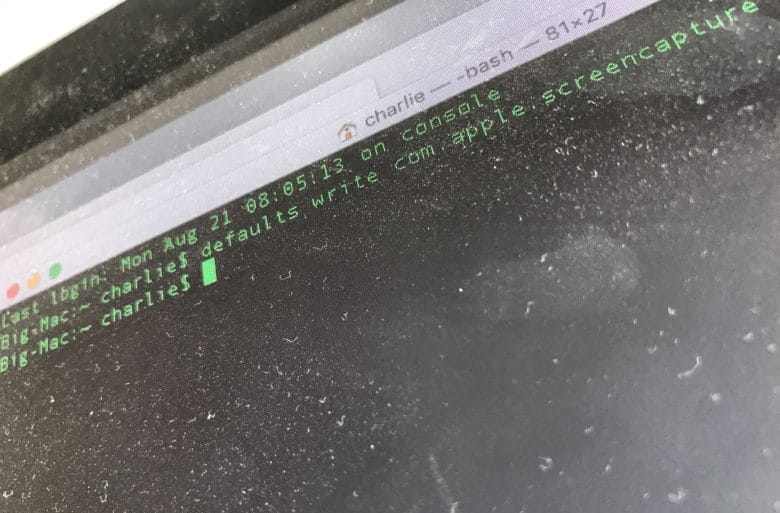 charlie — -bash — 81×27
Last login: Mon Aug 21 08:05:13 on console
Big-Mac:~ charlie$ defaults write com.apple.screencapture
Big-Mac:~ charlie$